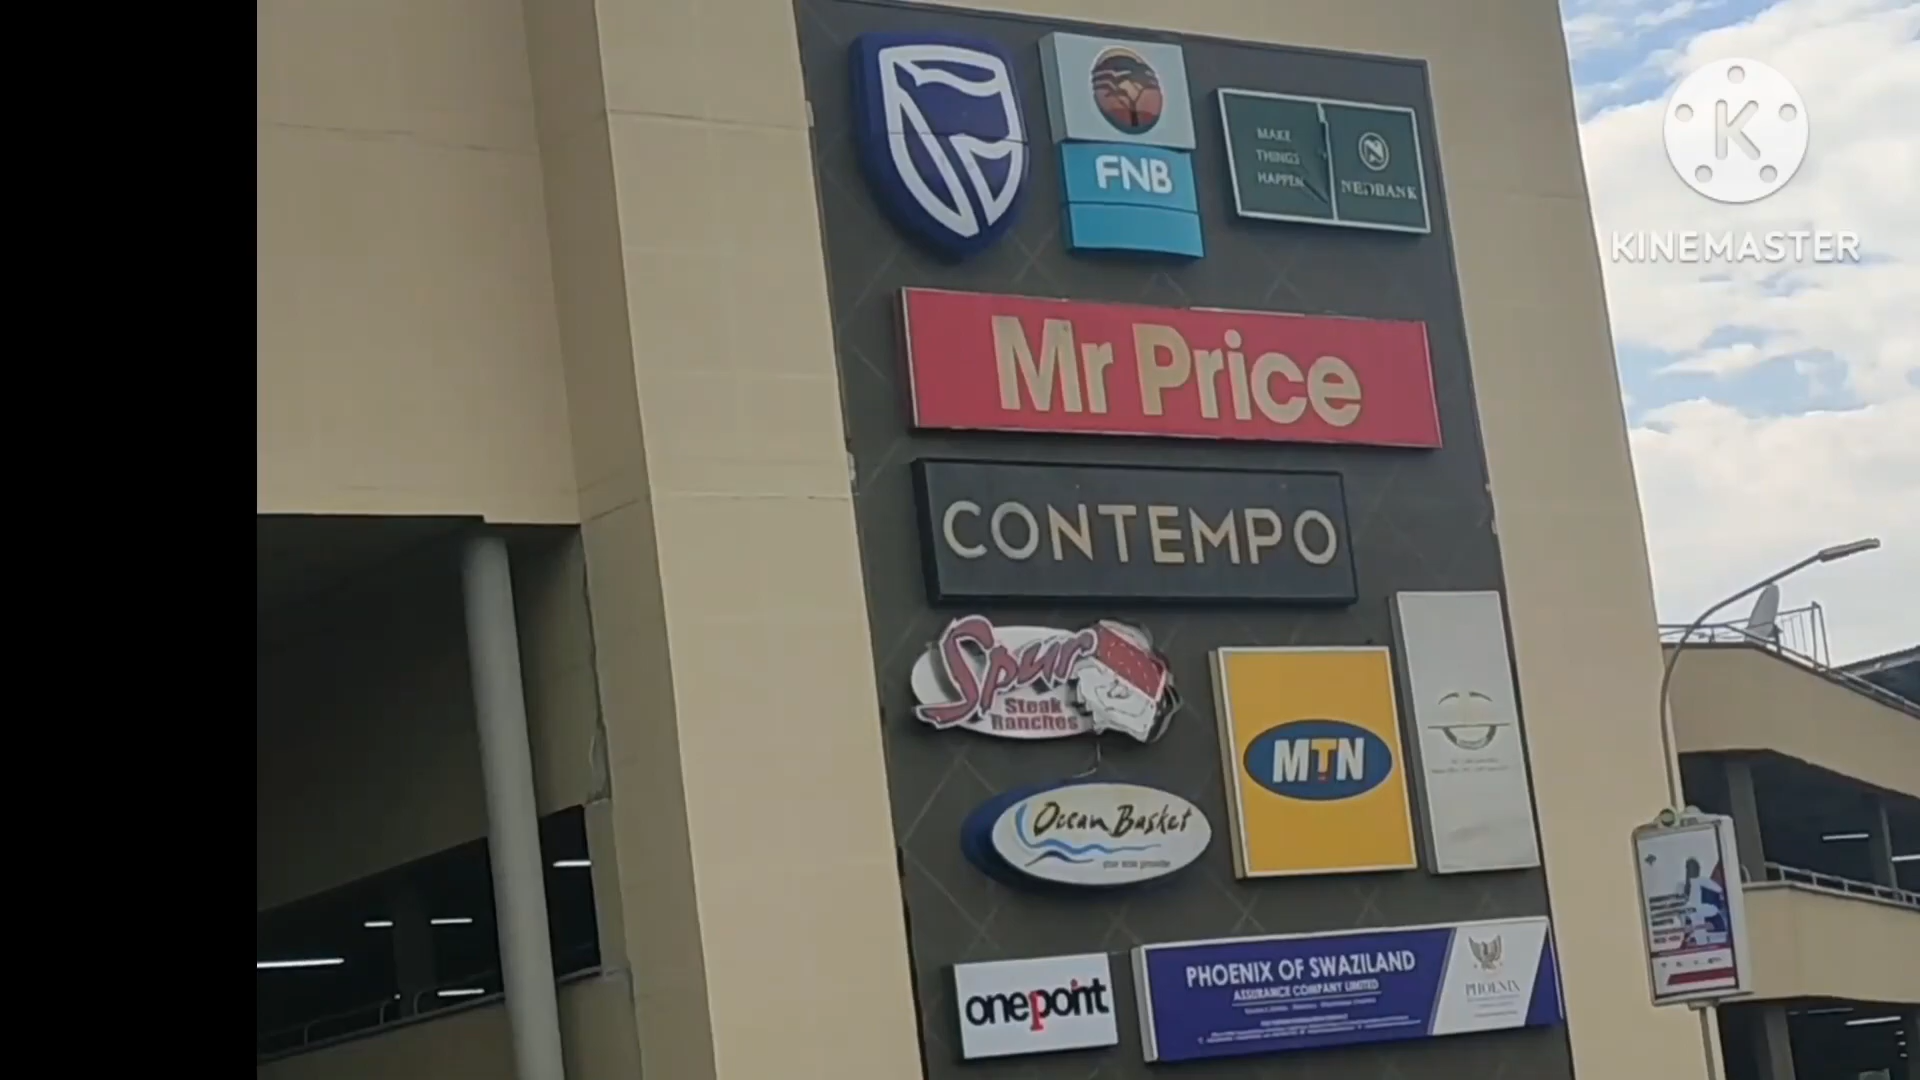 FNB
MAKE
THINGS
HAPPEN
NEDBANK
K
KINEMASTER
Mr Price
CONTEMPO
Spur
Steak
Ranches
MTN
Ocean Basket
onepoint
PHOENIX OF SWAZILAND
ASSURANCE COMPANY LIMITED
PHOENIX